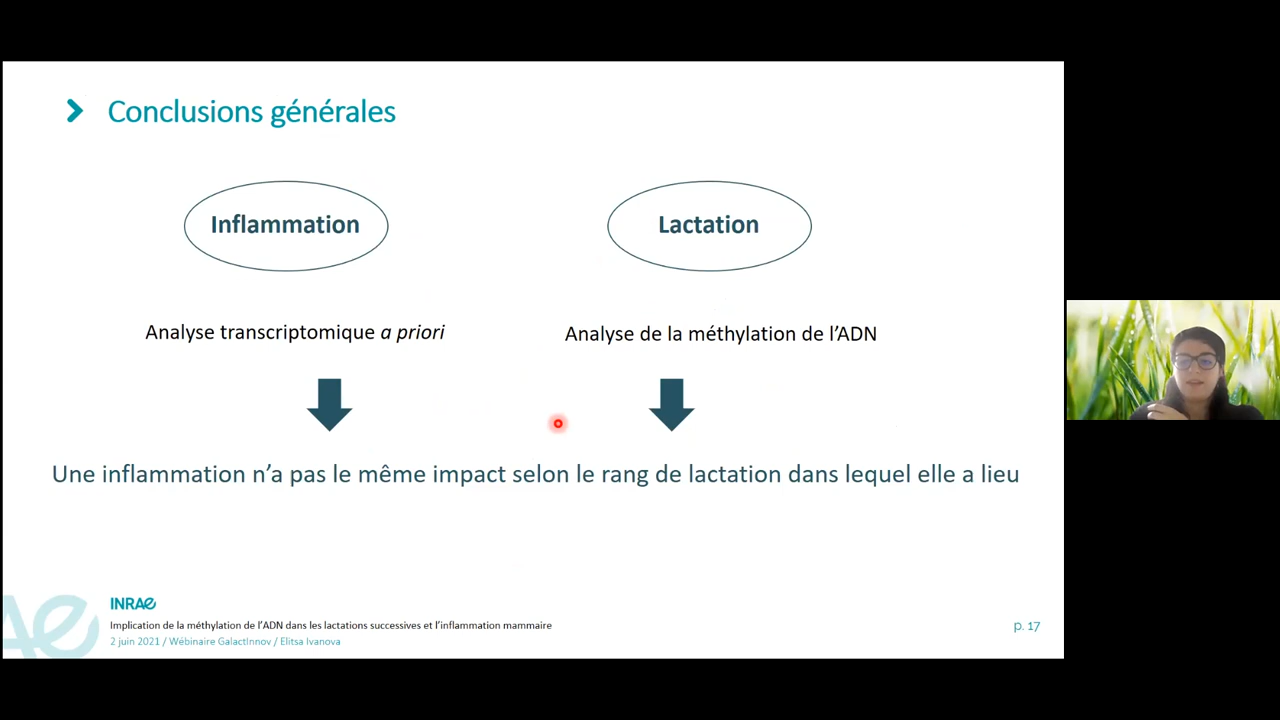 Conclusions générales
Inflammation
Lactation
Analyse transcriptomique a priori
Analyse de la méthylation de l'ADN
Une inflammation n'a pas le même impact selon le rang de lactation dans lequel elle a lieu
INRAE
Implication de la méthylation de l'ADN dans les lactations successives et l'inflammation mammaire
2 juin 2021 / Wébinaire GalactInnov / Elitsa Ivanova
p. 17